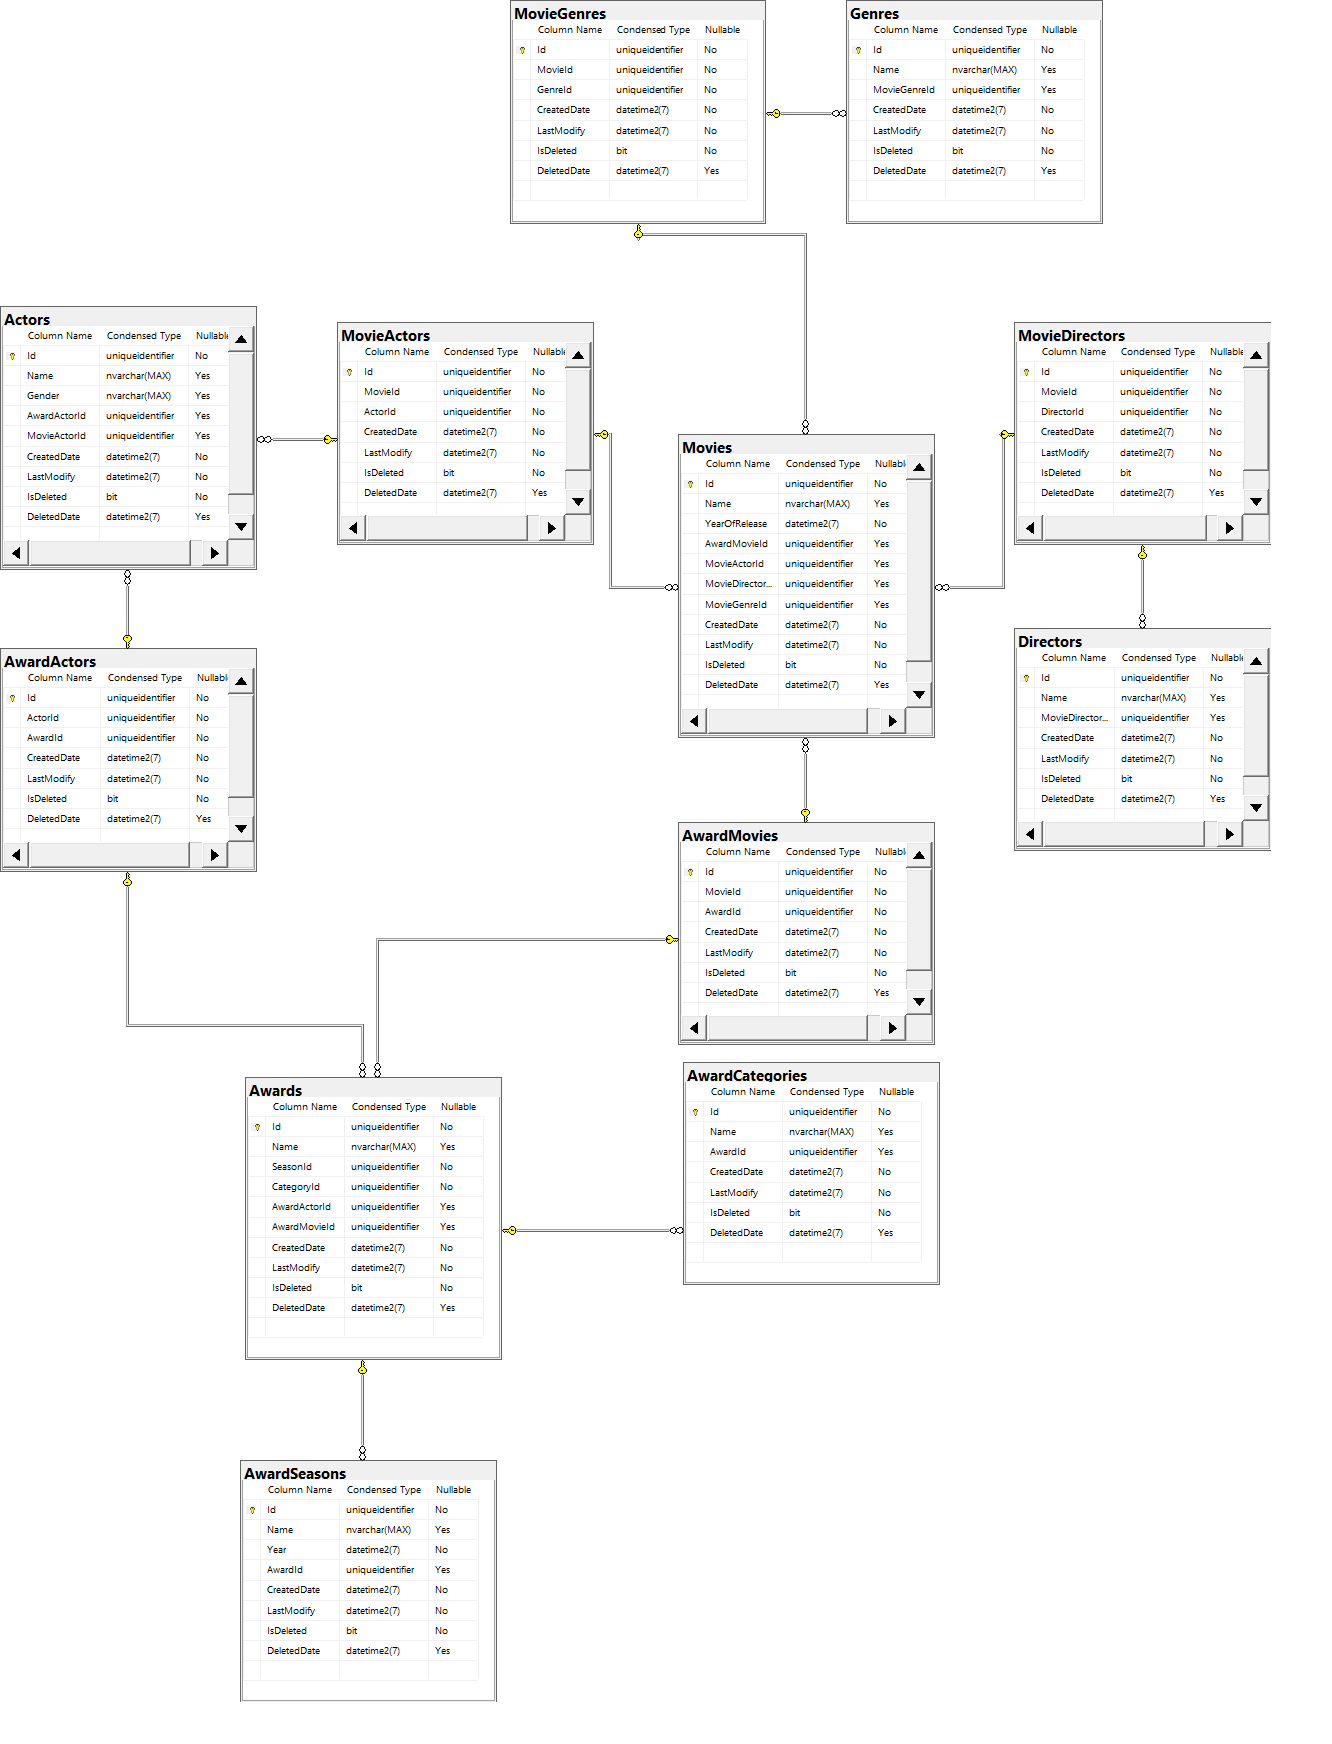 MovieGenres
Column Name Condensed Type Nullable
Id uniqueidentifier No
MovieId uniqueidentifier No
GenreId uniqueidentifier No
CreatedDate datetime2(7) No
LastModify datetime2(7) No
IsDeleted bit No
DeletedDate datetime2(7) Yes
Genres
Column Name Condensed Type Nullable
Id uniqueidentifier No
Name nvarchar(MAX) Yes
MovieGenreId uniqueidentifier Yes
CreatedDate datetime2(7) No
LastModify datetime2(7) No
IsDeleted bit No
DeletedDate datetime2(7) Yes
Actors
Column Name Condensed Type Nullabl
Id uniqueidentifier No
Name nvarchar(MAX) Yes
Gender nvarchar(MAX) Yes
AwardActorId uniqueidentifier Yes
MovieActorId uniqueidentifier Yes
CreatedDate datetime2(7) No
LastModify datetime2(7) No
IsDeleted bit No
DeletedDate datetime2(7) Yes
MovieActors
Column Name Condensed Type Nullabl
Id uniqueidentifier No
MovieId uniqueidentifier No
ActorId uniqueidentifier No
CreatedDate datetime2(7) No
LastModify datetime2(7) No
IsDeleted bit No
DeletedDate datetime2(7) Yes
MovieDirectors
Column Name Condensed Type Nullabl
Id uniqueidentifier No
MovieId uniqueidentifier No
DirectorId uniqueidentifier No
CreatedDate datetime2(7) No
LastModify datetime2(7) No
IsDeleted bit No
DeletedDate datetime2(7) Yes
Movies
Column Name Condensed Type Nullabl
Id uniqueidentifier No
Name nvarchar(MAX) Yes
YearOfRelease datetime2(7) No
AwardMovieId uniqueidentifier Yes
MovieActorId uniqueidentifier Yes
MovieDirector... uniqueidentifier Yes
MovieGenreId uniqueidentifier Yes
CreatedDate datetime2(7) No
LastModify datetime2(7) No
IsDeleted bit No
DeletedDate datetime2(7) Yes
Directors
Column Name Condensed Type Nullabl
Id uniqueidentifier No
Name nvarchar(MAX) Yes
MovieDirector... uniqueidentifier Yes
CreatedDate datetime2(7) No
LastModify datetime2(7) No
IsDeleted bit No
DeletedDate datetime2(7) Yes
AwardActors
Column Name Condensed Type Nullabl
Id uniqueidentifier No
ActorId uniqueidentifier No
AwardId uniqueidentifier No
CreatedDate datetime2(7) No
LastModify datetime2(7) No
IsDeleted bit No
DeletedDate datetime2(7) Yes
AwardMovies
Column Name Condensed Type Nullabl
Id uniqueidentifier No
MovieId uniqueidentifier No
AwardId uniqueidentifier No
CreatedDate datetime2(7) No
LastModify datetime2(7) No
IsDeleted bit No
DeletedDate datetime2(7) Yes
Awards
Column Name Condensed Type Nullable
Id uniqueidentifier No
Name nvarchar(MAX) Yes
SeasonId uniqueidentifier No
CategoryId uniqueidentifier No
AwardActorId uniqueidentifier Yes
AwardMovieId uniqueidentifier Yes
CreatedDate datetime2(7) No
LastModify datetime2(7) No
IsDeleted bit No
DeletedDate datetime2(7) Yes
AwardCategories
Column Name Condensed Type Nullable
Id uniqueidentifier No
Name nvarchar(MAX) Yes
AwardId uniqueidentifier Yes
CreatedDate datetime2(7) No
LastModify datetime2(7) No
IsDeleted bit No
DeletedDate datetime2(7) Yes
AwardSeasons
Column Name Condensed Type Nullable
Id uniqueidentifier No
Name nvarchar(MAX) Yes
Year datetime2(7) No
AwardId uniqueidentifier Yes
CreatedDate datetime2(7) No
LastModify datetime2(7) No
IsDeleted bit No
DeletedDate datetime2(7) Yes